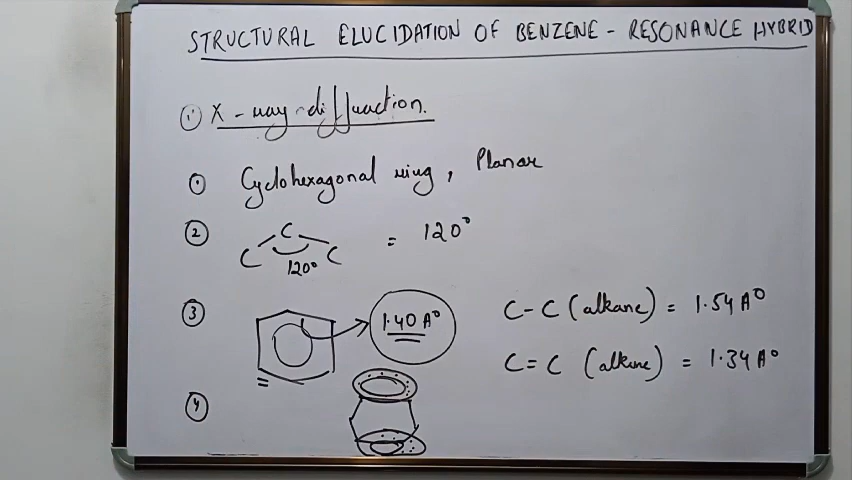 STRUCTURAL ELUCIDATION OF BENZENE - RESONANCE HYBRID
① X-ray-diffraction.
① Cyclohexagonal ring, Planar
② C C C 120° = 120°
③ 1.40 A° C-C (alkane) = 1.54 A°
C=C (alkene) = 1.34 A°
④